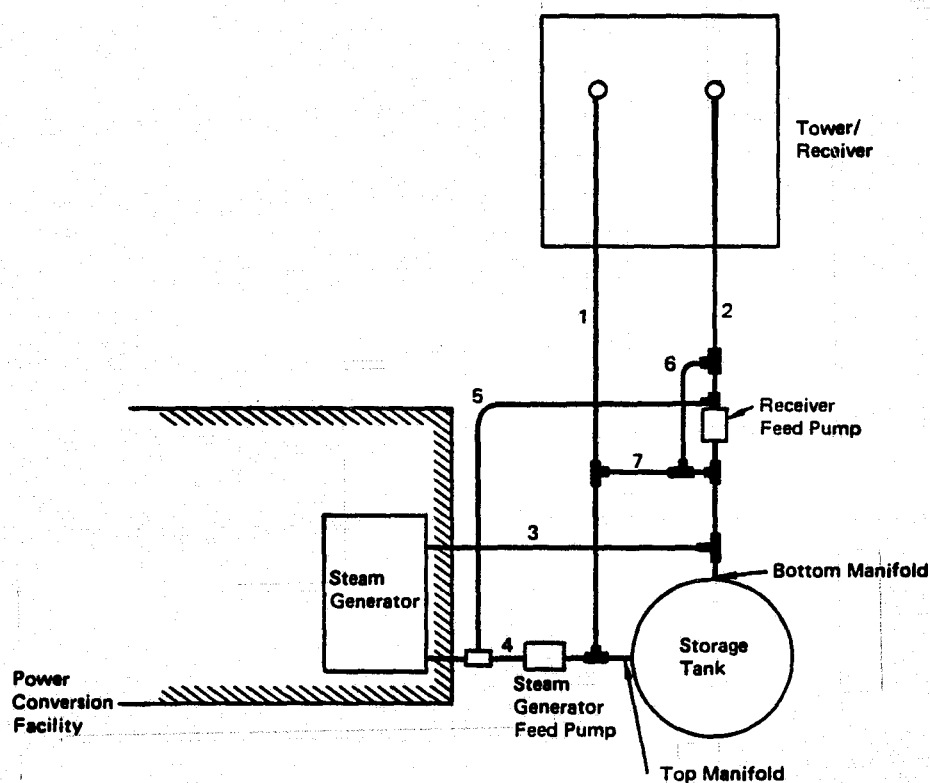 Tower/
Receiver
1
2
6
5
Receiver
Feed Pump
7
3
Bottom Manifold
Steam
Generator
Storage
Tank
4
Power
Conversion
Facility
Steam
Generator
Feed Pump
Top Manifold